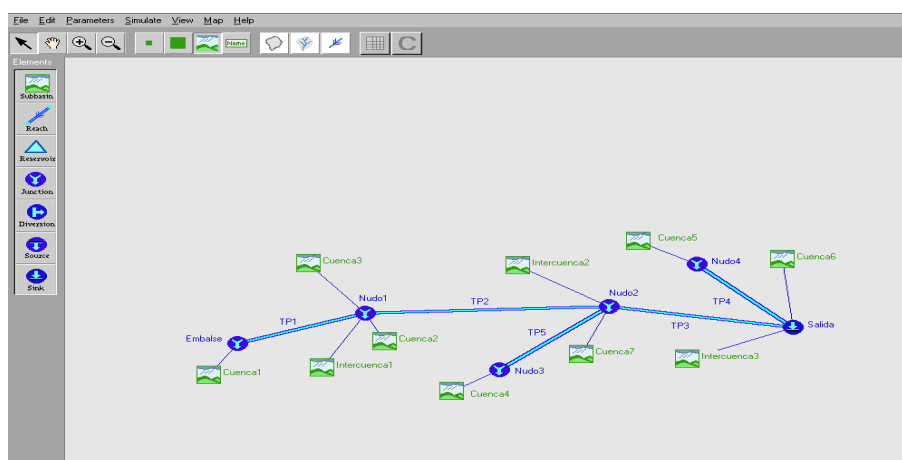 File Edit Parameters Simulate View Map Help
Name
C
Elements
Subbasin
Reach
Reservoir
Junction
Diversion
Source
Sink
Cuenca5
Cuenca3
Intercuenca2
Nudo4
Cuenca6
Nudo1
Nudo2
TP2
TP4
TP1
TP3
Salida
TP5
Embalse
Cuenca2
Cuenca7
Intercuenca3
Intercuenca1
Nudo3
Cuenca1
Cuenca4